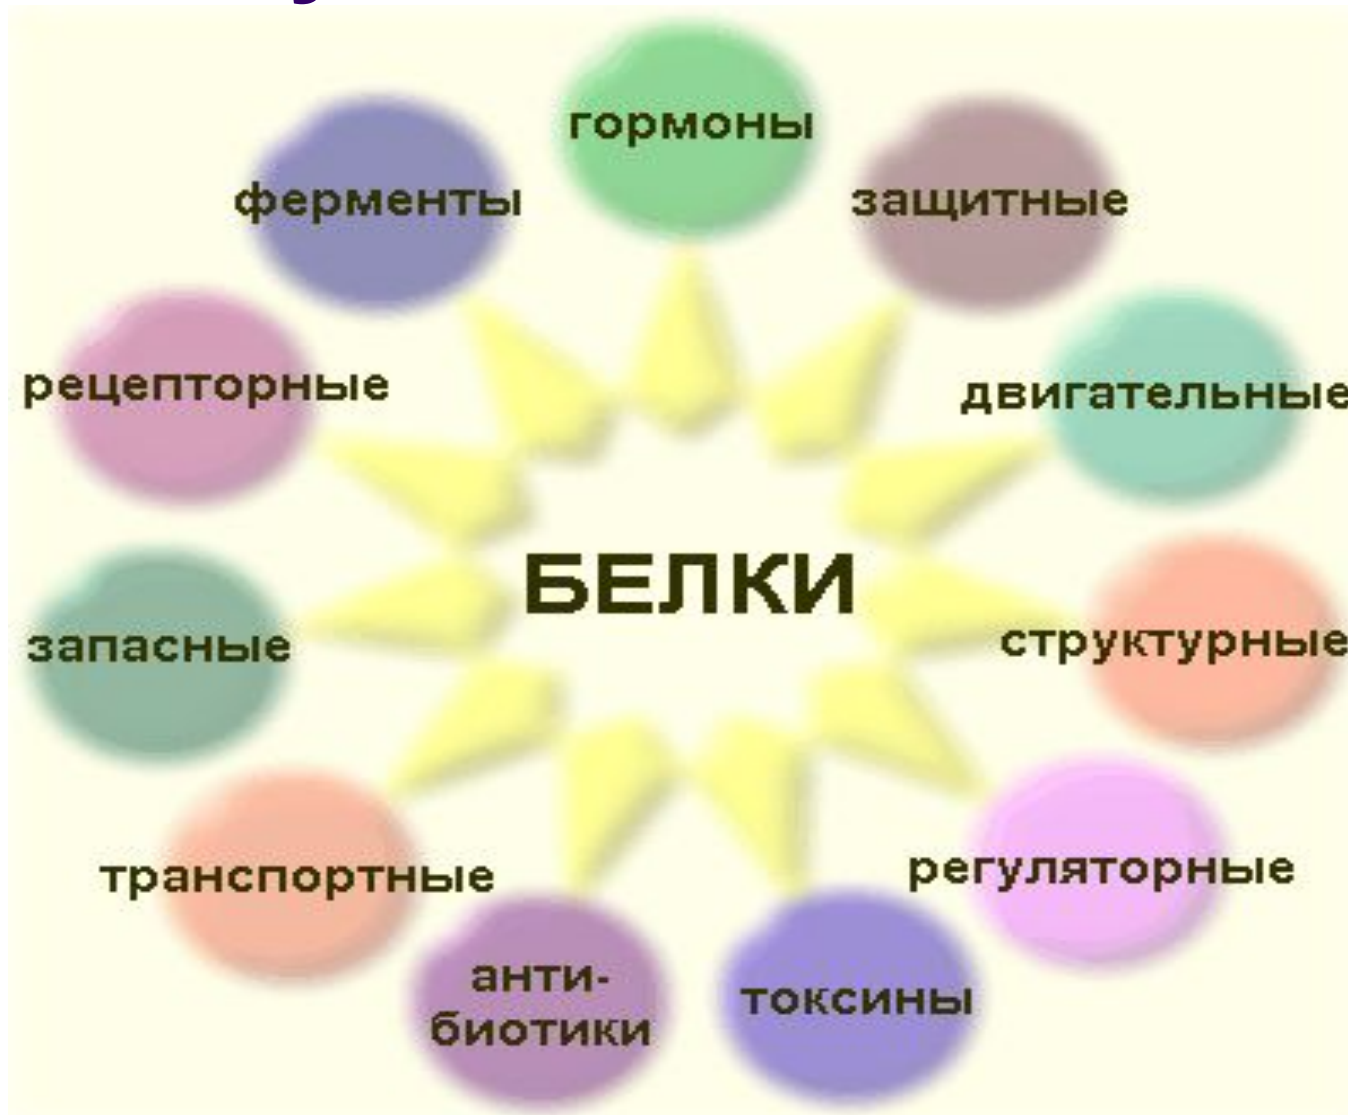 гормоны
ферменты
защитные
рецепторные
двигательные
БЕЛКИ
запасные
структурные
транспортные
регуляторные
анти-
биотики
токсины